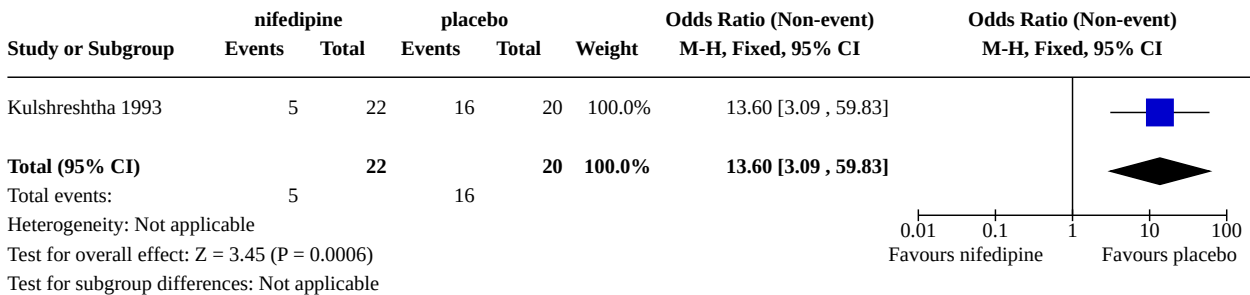 nifedipine placebo Odds Ratio (Non-event) Odds Ratio (Non-event)
Study or Subgroup Events Total Events Total Weight M-H, Fixed, 95% CI M-H, Fixed, 95% CI
Kulshreshtha 1993 5 22 16 20 100.0% 13.60 [3.09 , 59.83]
Total (95% CI) 22 20 100.0% 13.60 [3.09 , 59.83]
Total events: 5 16
Heterogeneity: Not applicable
0.01 0.1 1 10 100
Test for overall effect: Z = 3.45 (P = 0.0006)
Favours nifedipine Favours placebo
Test for subgroup differences: Not applicable